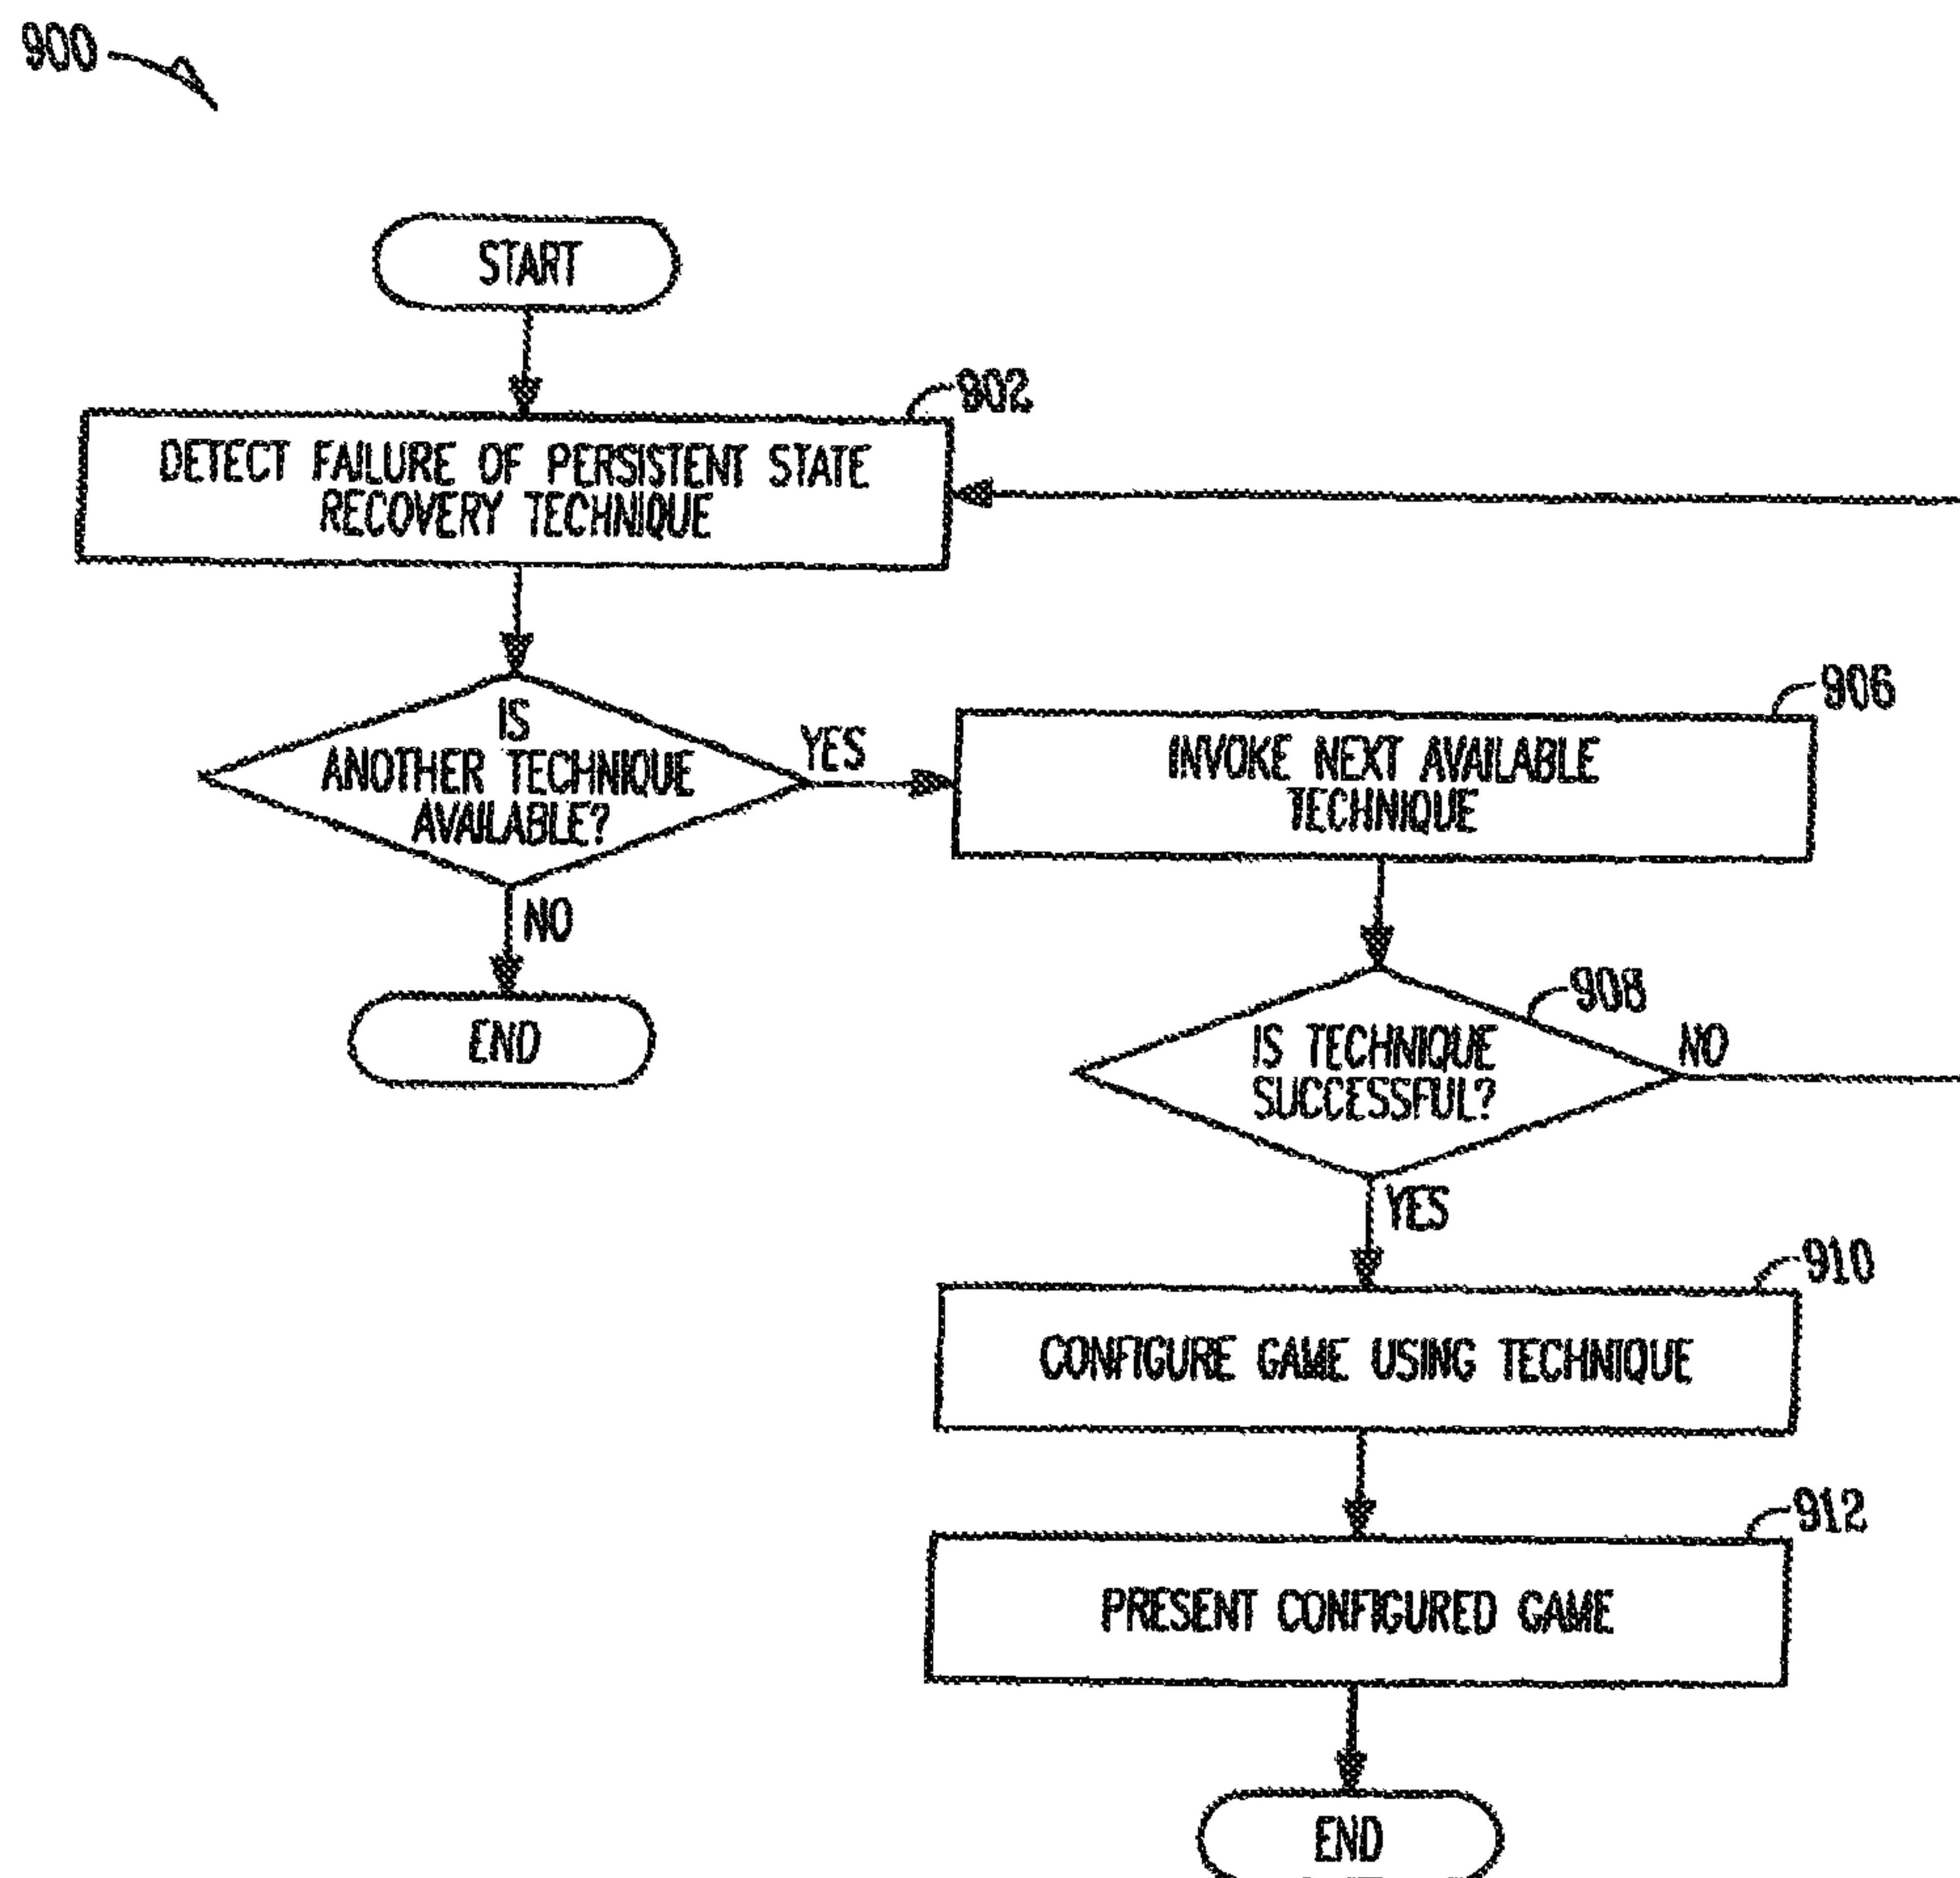 900
START
902
DETECT FAILURE OF PERSISTENT STATE
RECOVERY TECHNIQUE
IS
ANOTHER TECHNIQUE
AVAILABLE?
YES
NO
END
906
INVOKE NEXT AVAILABLE
TECHNIQUE
908
IS TECHNIQUE
SUCCESSFUL?
NO
YES
910
CONFIGURE GAME USING TECHNIQUE
912
PRESENT CONFIGURED GAME
END